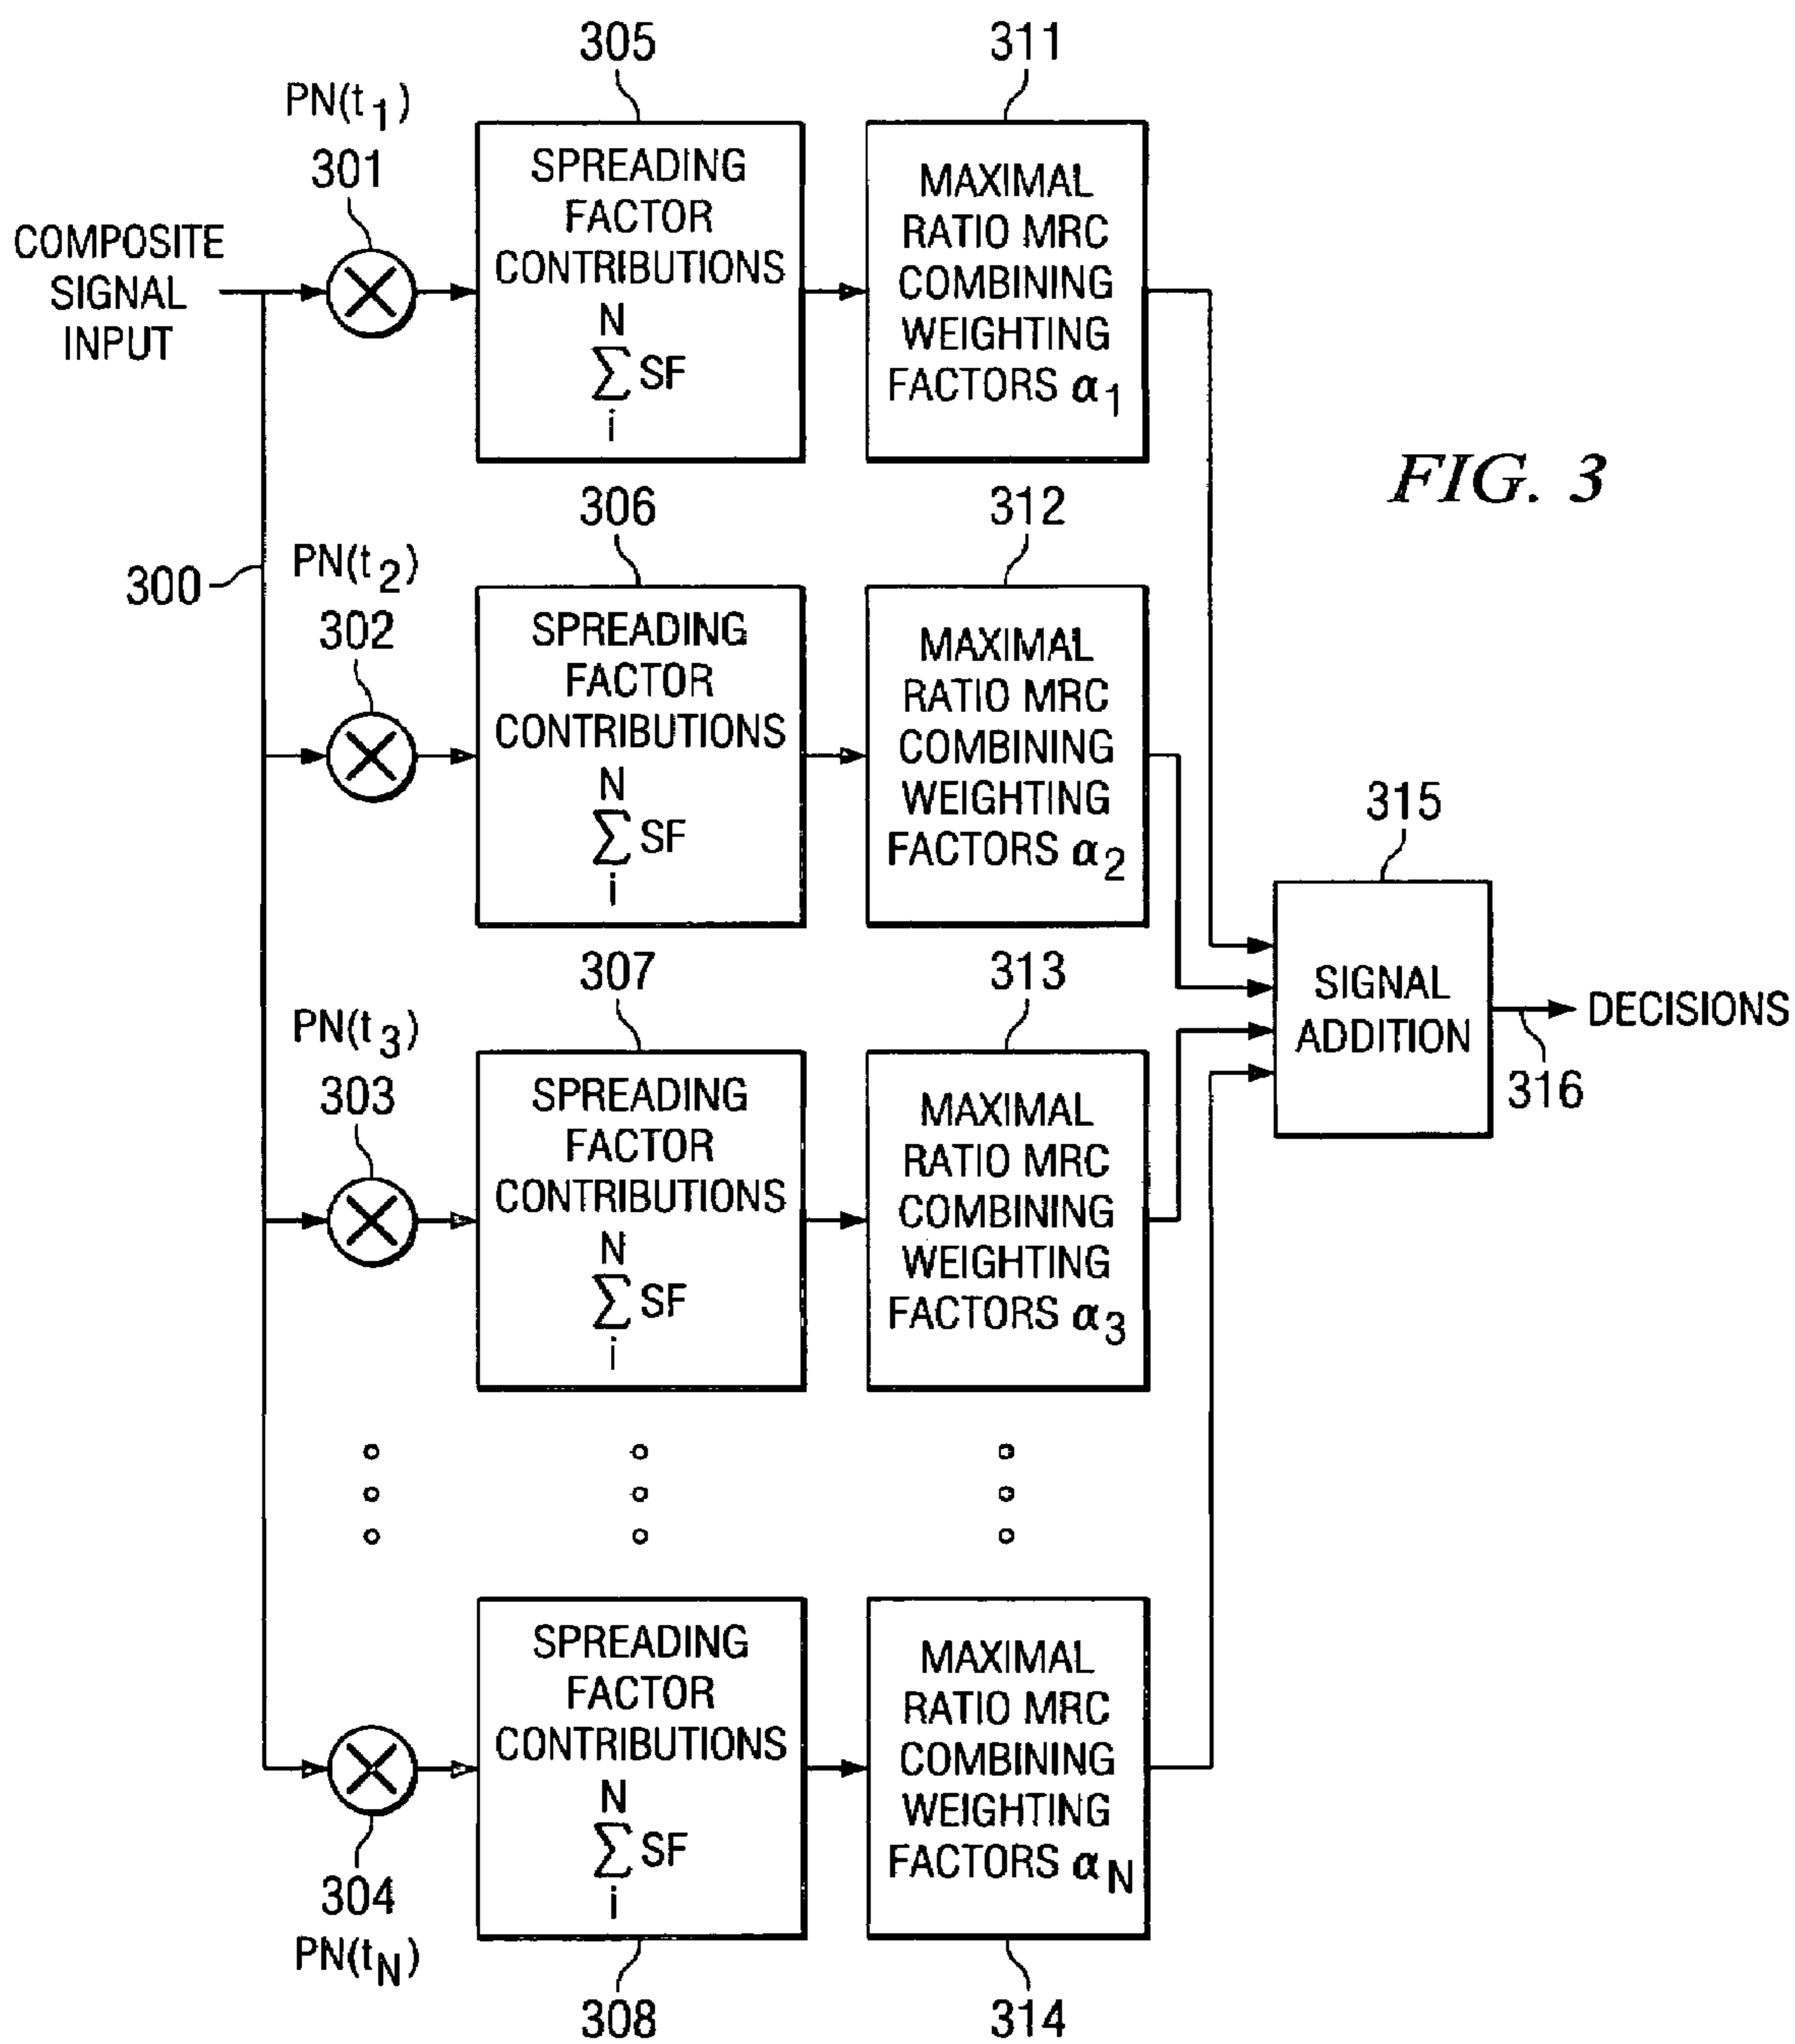 305
311
PN(t1)
301
COMPOSITE
SIGNAL
INPUT
SPREADING
FACTOR
CONTRIBUTIONS
N
∑ SF
i
MAXIMAL
RATIO MRC
COMBINING
WEIGHTING
FACTORS α1
FIG. 3
306
312
300
PN(t2)
302
SPREADING
FACTOR
CONTRIBUTIONS
N
∑ SF
i
MAXIMAL
RATIO MRC
COMBINING
WEIGHTING
FACTORS α2
315
SIGNAL
ADDITION
DECISIONS
316
307
313
PN(t3)
303
SPREADING
FACTOR
CONTRIBUTIONS
N
∑ SF
i
MAXIMAL
RATIO MRC
COMBINING
WEIGHTING
FACTORS α3
SPREADING
FACTOR
CONTRIBUTIONS
N
∑ SF
i
MAXIMAL
RATIO MRC
COMBINING
WEIGHTING
FACTORS αN
304
PN(tN)
308
314